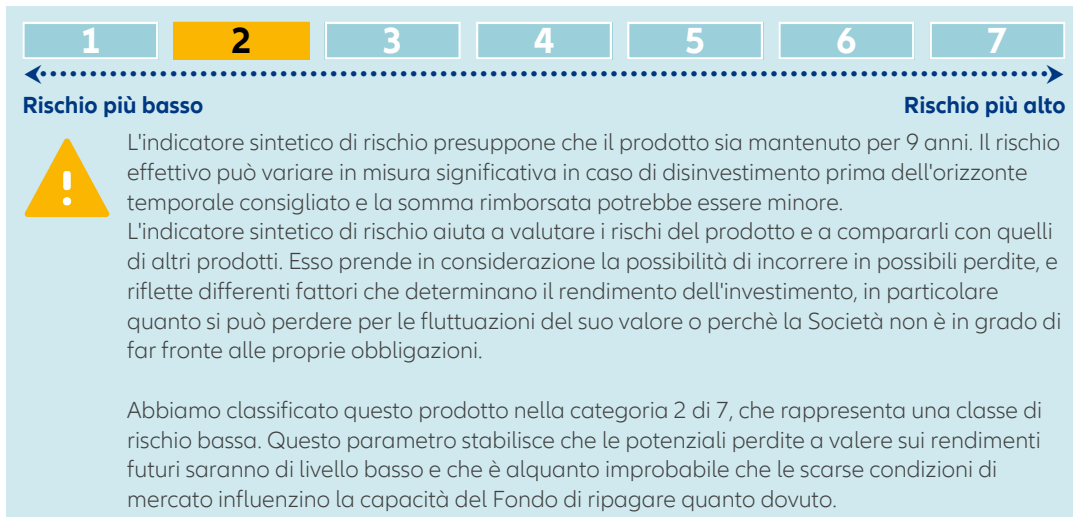 1 2 3 4 5 6 7
Rischio più basso Rischio più alto
L'indicatore sintetico di rischio presuppone che il prodotto sia mantenuto per 9 anni. Il rischio
effettivo può variare in misura significativa in caso di disinvestimento prima dell'orizzonte
temporale consigliato e la somma rimborsata potrebbe essere minore.
L'indicatore sintetico di rischio aiuta a valutare i rischi del prodotto e a compararli con quelli
di altri prodotti. Esso prende in considerazione la possibilità di incorrere in possibili perdite, e
riflette differenti fattori che determinano il rendimento dell'investimento, in particolare
quanto si può perdere per le fluttuazioni del suo valore o perchè la Società non è in grado di
far fronte alle proprie obbligazioni.
Abbiamo classificato questo prodotto nella categoria 2 di 7, che rappresenta una classe di
rischio bassa. Questo parametro stabilisce che le potenziali perdite a valere sui rendimenti
futuri saranno di livello basso e che è alquanto improbabile che le scarse condizioni di
mercato influenzino la capacità del Fondo di ripagare quanto dovuto.